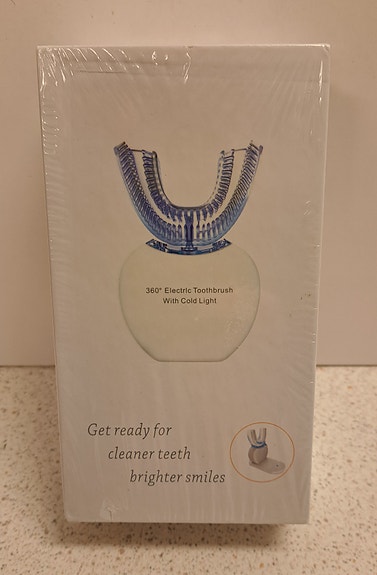 360° Electric Toothbrush
With Cold Light
Get ready for
cleaner teeth
brighter smiles